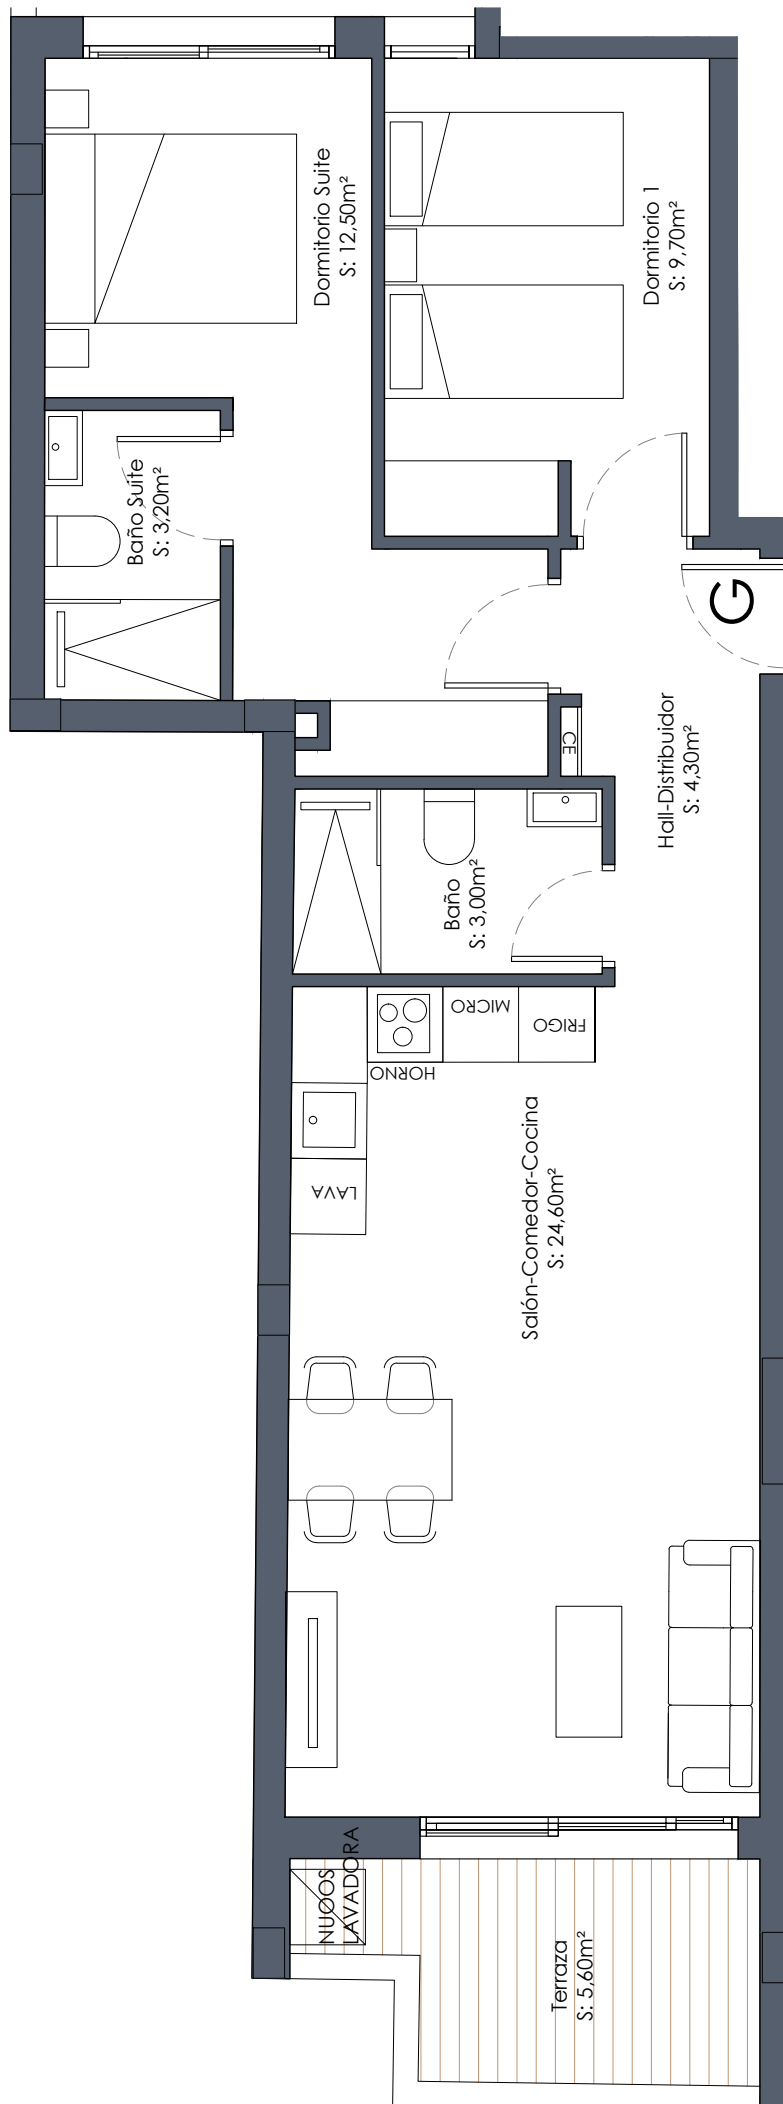 Dormitorio Suite
S: 12,50m²
Dormitorio 1
S: 9,70m²
Baño Suite
S: 3,20m²
G
CE
Hall-Distribuidor
S: 4,30m²
Baño
S: 3,00m²
MICRO
FRIGO
HORNO
LAVA
Salón-Comedor-Cocina
S: 24,60m²
NUOOS
LAVADORA
Terraza
S: 5,60m²